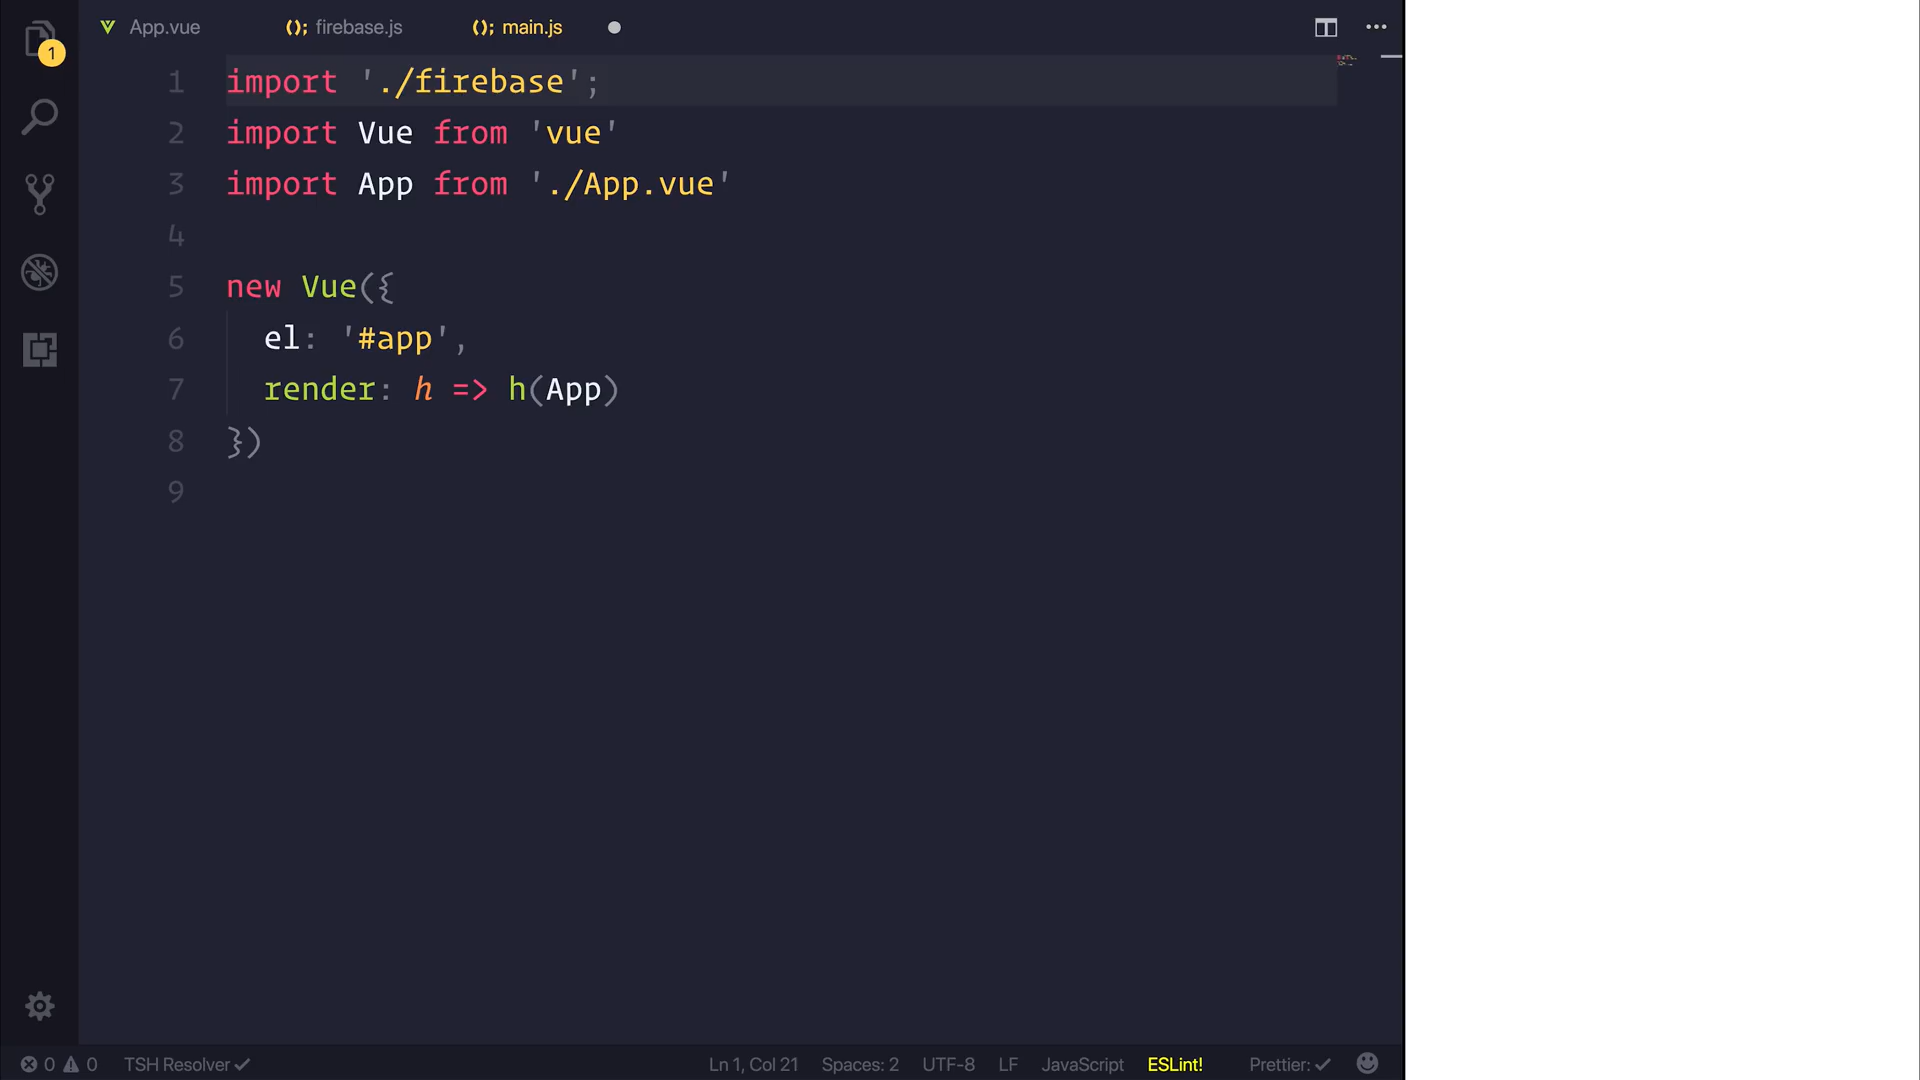 App.vue firebase.js main.js
1
1 import './firebase';
2 import Vue from 'vue'
3 import App from './App.vue'
4
5 new Vue({
6 el: '#app',
7 render: h => h(App)
8 })
9
0 0 TSH Resolver Ln 1, Col 21 Spaces: 2 UTF-8 LF JavaScript ESLint! Prettier: